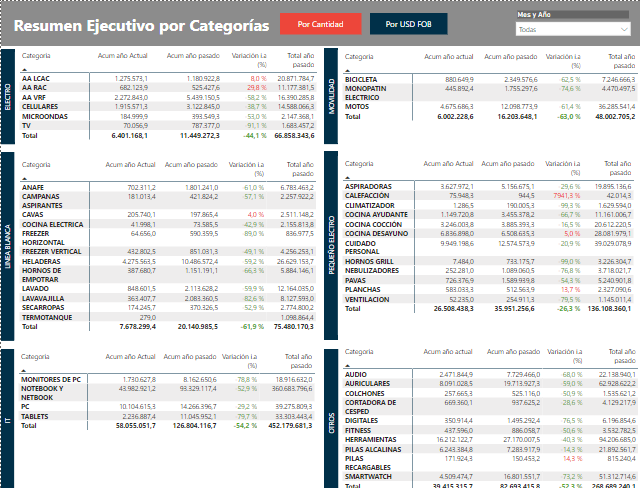 Resumen Ejecutivo por Categorías
Por Cantidad
Por USD FOB
Mes y Año
Todas
ELECTRO
Categoria Acum año Actual Acum año pasado Variación i.a (%) Total año pasado
AA LCAC 1.275.573,1 1.180.922,8 8,0 % 20.871.784,7
AA RAC 682.123,9 525.427,6 29,8 % 11.177.381,5
AA VRF 2.272.843,0 5.439.150,5 -58,2 % 16.390.285,8
CELULARES 1.915.571,3 3.122.845,0 -38,7 % 14.588.066,3
MICROONDAS 184.999,9 393.549,3 -53,0 % 2.147.368,1
TV 70.056,9 787.377,0 -91,1 % 1.683.457,2
Total 6.401.168,1 11.449.272,3 -44,1 % 66.858.343,6
MOVILIDAD
Categoria Acum año actual Acum año pasado Variación i.a (%) Total año pasado
BICICLETA 880.649,9 2.349.576,6 -62,5 % 7.246.666,3
MONOPATIN ELECTRICO 445.892,4 1.755.297,6 -74,6 % 4.470.497,5
MOTOS 4.675.686,3 12.098.773,9 -61,4 % 36.285.541,4
Total 6.002.228,6 16.203.648,1 -63,0 % 48.002.705,2
LINEA BLANCA
Categoria Acum año Actual Acum año pasado Variación i.a (%) Total año pasado
ANAFE 702.311,2 1.801.241,0 -61,0 % 6.783.463,2
CAMPANAS ASPIRANTES 181.013,4 421.824,2 -57,1 % 2.257.922,2
CAVAS 205.740,1 197.865,4 4,0 % 2.511.148,2
COCINA ELECTRICA 41.998,1 73.585,5 -42,9 % 2.155.813,8
FREEZER HORIZONTAL 64.656,0 590.359,5 -89,0 % 836.977,5
FREEZER VERTICAL 432.802,5 851.031,3 -49,1 % 4.256.253,1
HELADERAS 4.275.563,5 10.486.572,4 -59,2 % 26.629.153,7
HORNOS DE EMPOTRAR 387.680,7 1.151.191,1 -66,3 % 5.884.146,1
LAVADO 848.601,5 2.113.628,2 -59,9 % 12.164.035,0
LAVAVAJILLA 363.407,7 2.083.360,5 -82,6 % 8.127.593,0
SECARROPAS 174.245,7 370.326,5 -52,9 % 2.774.800,2
TERMOTANQUE 279,0 1.098.864,4
Total 7.678.299,4 20.140.985,5 -61,9 % 75.480.170,3
PEQUEÑO ELECTRO
Categoria Acum año Actual Acum año pasado Variación i.a (%) Total año pasado
ASPIRADORAS 3.627.972,1 5.156.675,1 -29,6 % 19.895.136,6
CALEFACCIÓN 75.948,3 944,5 7941,3 % 42.014,3
CLIMATIZADOR 1.286,5 190.005,3 -99,3 % 1.629.594,0
COCINA AYUDANTE 1.149.720,8 3.455.378,2 -66,7 % 11.161.006,7
COCINA COCCIÓN 3.246.003,8 3.885.393,3 -16,5 % 20.612.220,5
COCINA DESAYUNO 6.836.898,0 6.508.635,3 5,0 % 28.081.979,1
CUIDADO PERSONAL 9.949.198,6 12.574.573,9 -20,9 % 39.029.078,9
HORNOS GRILL 7.484,0 733.175,7 -99,0 % 3.226.304,7
NEBULIZADORES 252.281,0 1.089.060,5 -76,8 % 3.718.021,7
PAVAS 726.376,9 1.589.939,8 -54,3 % 5.240.901,8
PLANCHAS 583.033,3 512.563,9 13,7 % 2.327.090,6
VENTILACION 52.235,0 254.911,3 -79,5 % 1.145.011,4
Total 26.508.438,3 35.951.256,6 -26,3 % 136.108.360,1
IT
Categoria Acum año Actual Acum año pasado Variación i.a (%) Total año pasado
MONITORES DE PC 1.730.627,8 8.162.650,6 -78,8 % 18.916.632,0
NOTEBOOK Y NETBOOK 43.982.921,2 93.329.117,4 -52,9 % 360.683.796,6
PC 10.104.615,3 14.266.396,7 -29,2 % 39.275.809,3
TABLETS 2.236.887,4 11.045.952,1 -79,7 % 33.303.443,4
Total 58.055.051,7 126.804.116,7 -54,2 % 452.179.681,3
OTROS
Categoria Acum año Actual Acum año pasado Variación i.a (%) Total año pasado
AUDIO 2.471.844,9 7.729.466,0 -68,0 % 22.138.940,1
AURICULARES 8.091.028,5 19.713.927,3 -59,0 % 62.928.622,2
COLCHONES 257.665,3 525.116,0 -50,9 % 1.535.621,2
CORTADORA DE CESPED 669.360,1 937.625,2 -28,6 % 4.129.217,9
DIGITALES 350.914,4 1.495.292,4 -76,5 % 6.196.854,6
FITNESS 437.596,0 886.058,7 -50,6 % 3.532.782,5
HERRAMIENTAS 16.212.122,7 27.170.007,5 -40,3 % 94.206.685,0
PILAS ALCALINAS 6.243.384,8 7.283.917,9 -14,3 % 21.892.561,7
PILAS RECARGABLES 171.924,3 150.453,2 14,3 % 815.240,4
SMARTWATCH 4.509.474,7 16.801.551,7 -73,2 % 51.312.714,6
Total 39.415.315,7 82.693.415,8 -52,3 % 268.689.240,1